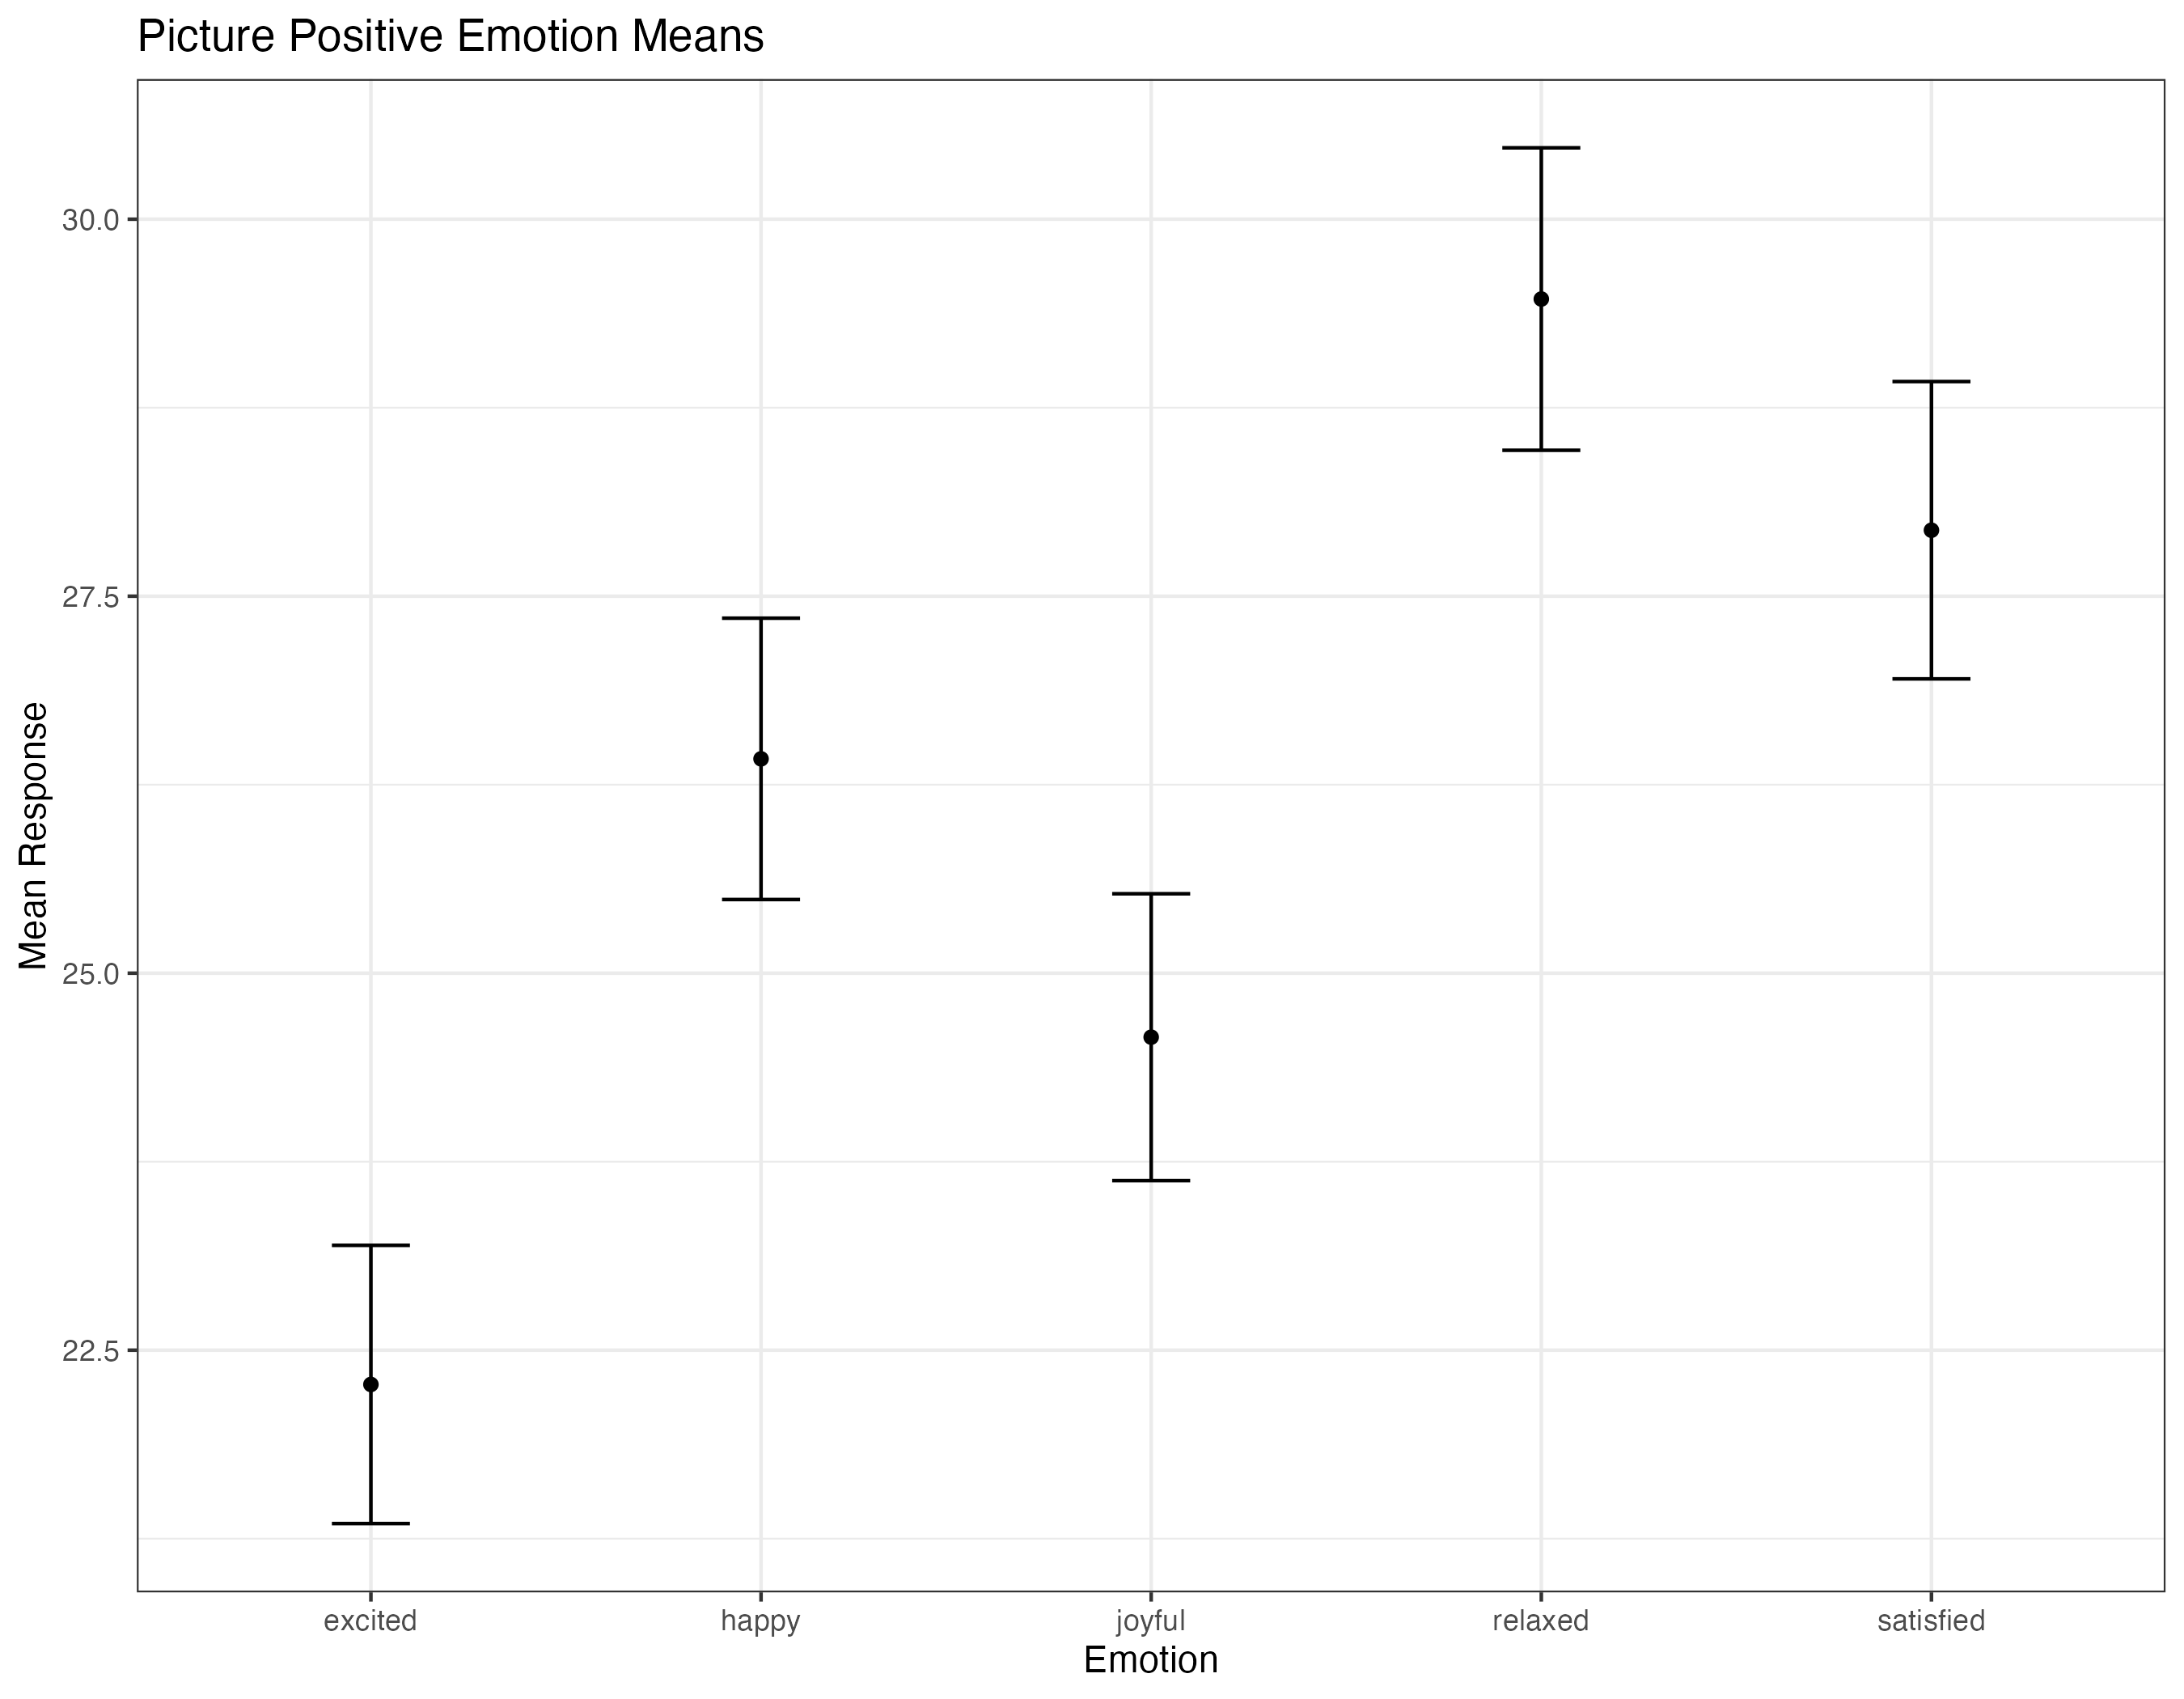 Picture Positive Emotion Means
Mean Response
30.0
27.5
25.0
22.5
excited happy joyful relaxed satisfied
Emotion